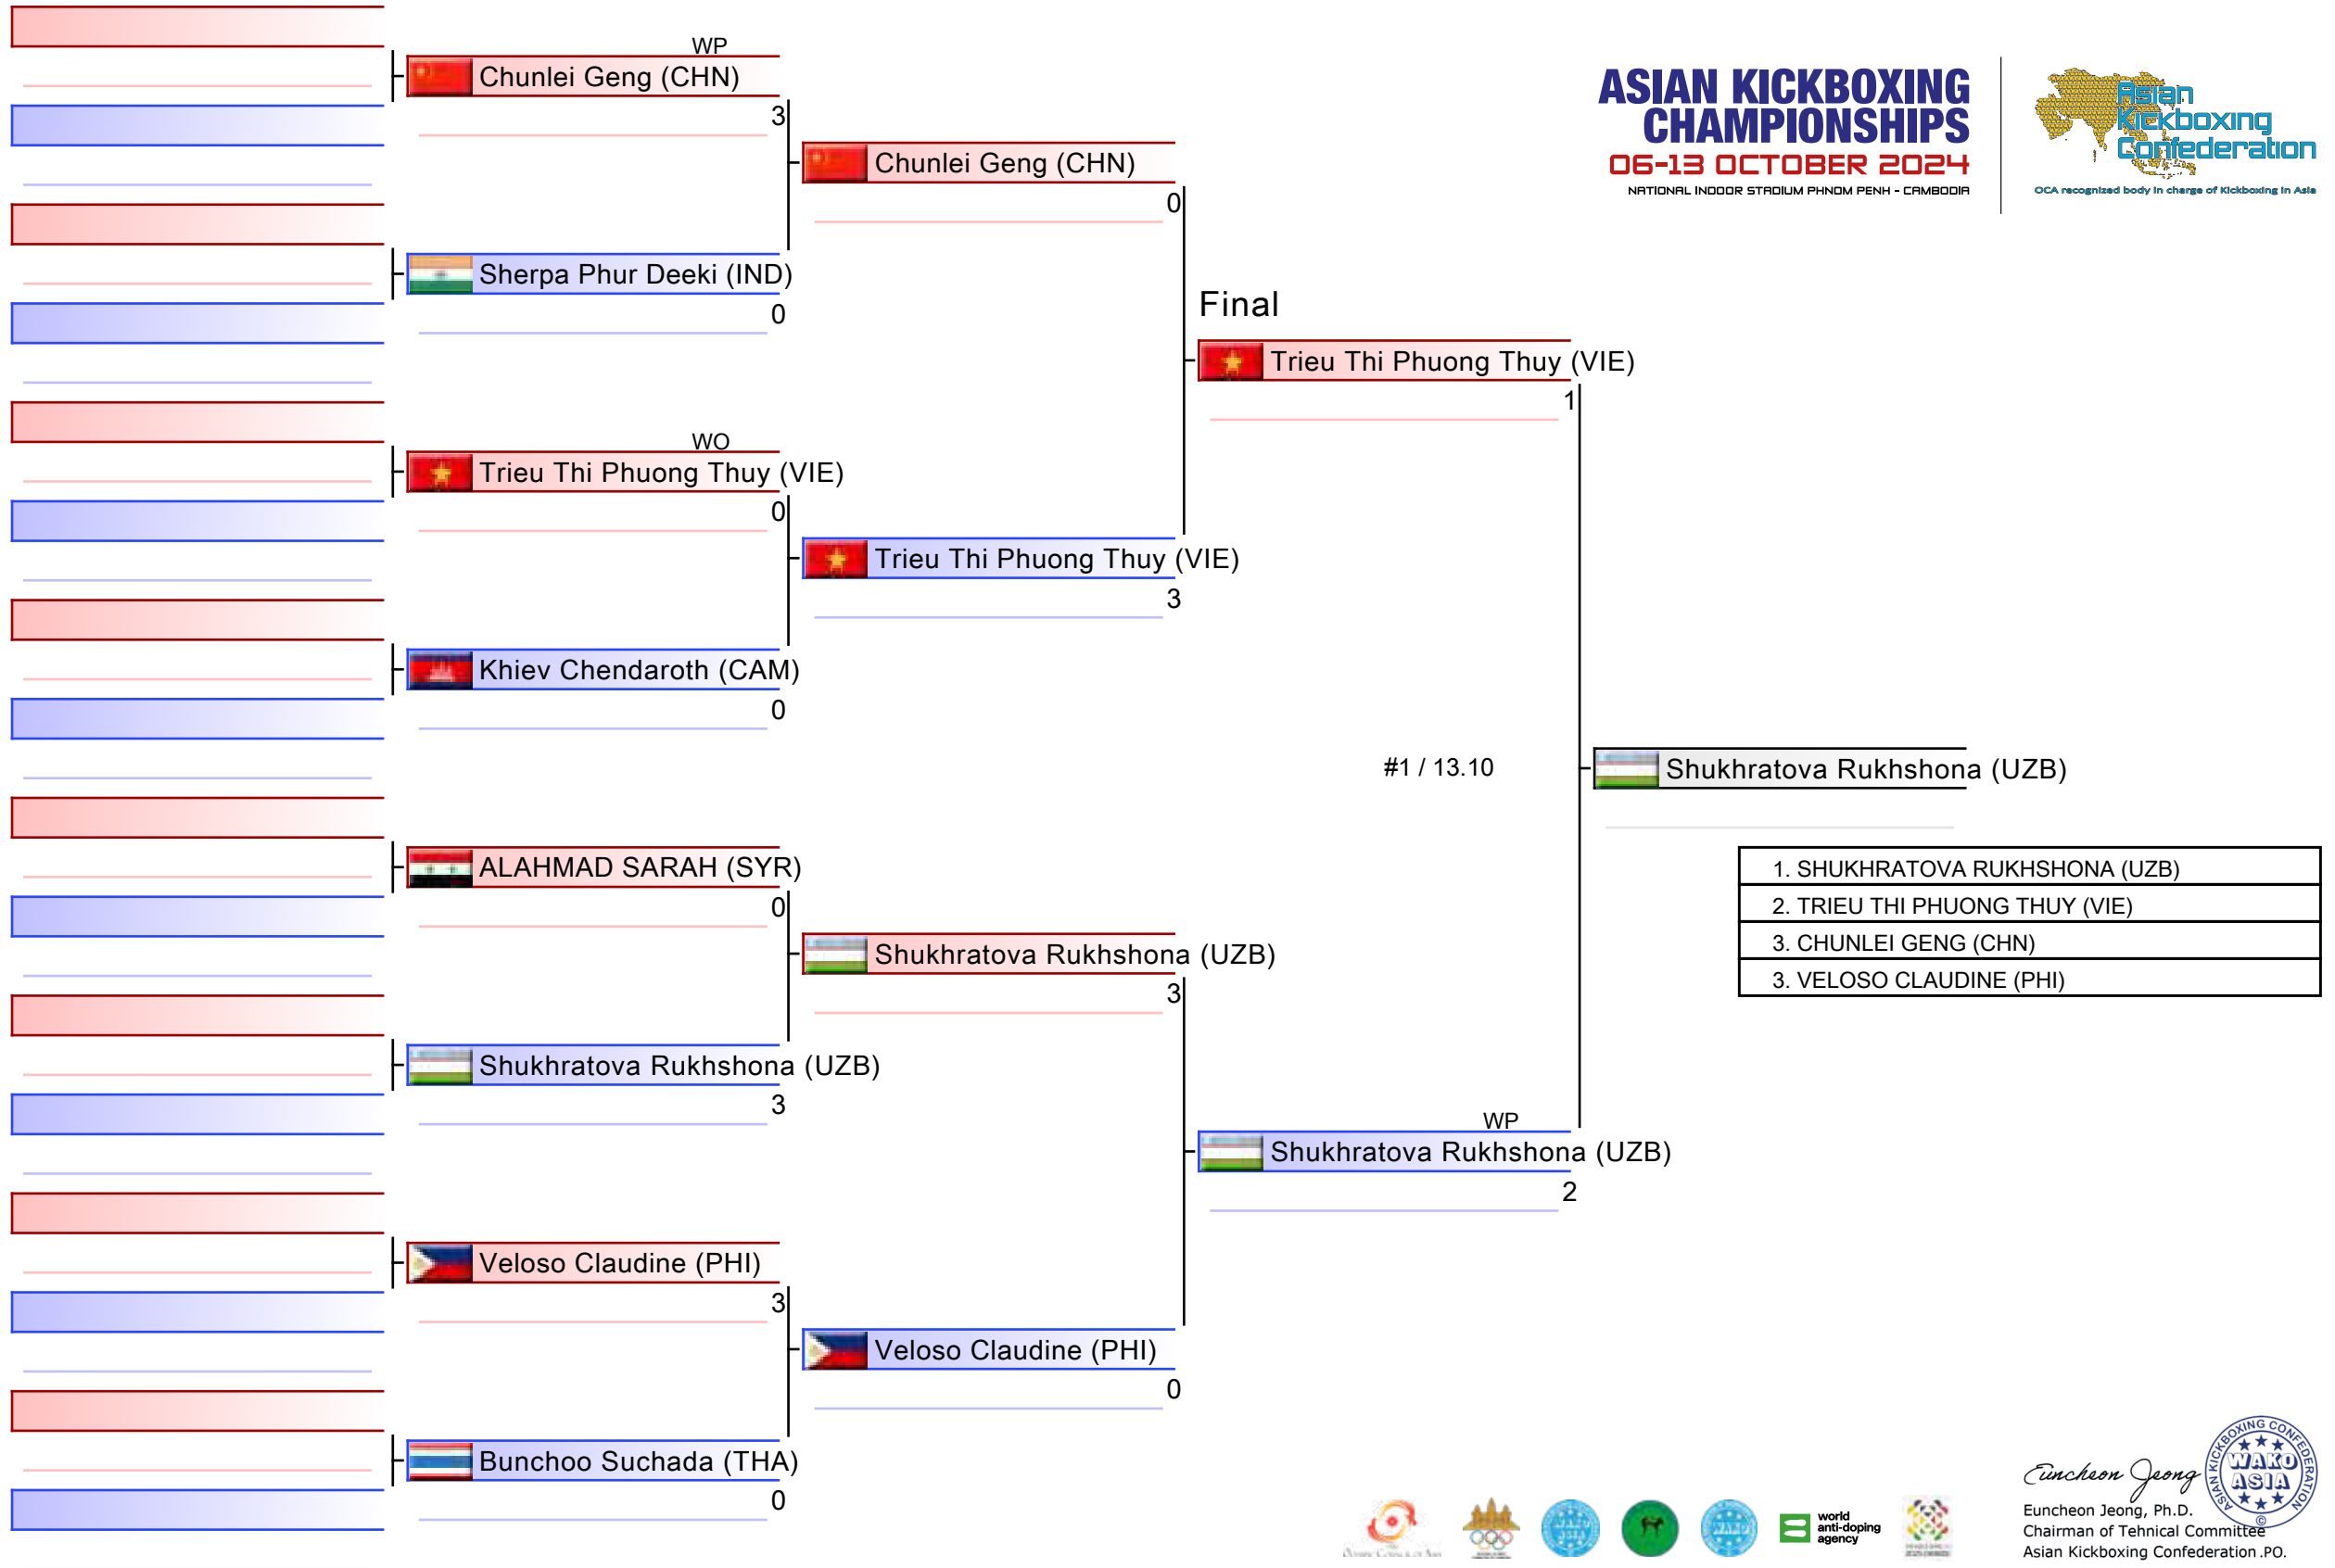 WP
Chunlei Geng (CHN)
3
Sherpa Phur Deeki (IND)
0
WO
Trieu Thi Phuong Thuy (VIE)
0
Khiev Chendaroth (CAM)
0
ALAHMAD SARAH (SYR)
0
Shukhratova Rukhshona (UZB)
3
Veloso Claudine (PHI)
3
Bunchoo Suchada (THA)
0
Chunlei Geng (CHN)
0
Trieu Thi Phuong Thuy (VIE)
3
Shukhratova Rukhshona (UZB)
3
Veloso Claudine (PHI)
0
Final
Trieu Thi Phuong Thuy (VIE)
1
#1 / 13.10
WP
Shukhratova Rukhshona (UZB)
2
Shukhratova Rukhshona (UZB)
ASIAN KICKBOXING
CHAMPIONSHIPS
06-13 OCTOBER 2024
NATIONAL INDOOR STADIUM PHNOM PENH - CAMBODIA
Asian
Kickboxing
Confederation
OCA recognized body in charge of Kickboxing in Asia
1. SHUKHRATOVA RUKHSHONA (UZB)
2. TRIEU THI PHUONG THUY (VIE)
3. CHUNLEI GENG (CHN)
3. VELOSO CLAUDINE (PHI)
world
anti-doping
agency
Euncheon Jeong
ASIAN KICKBOXING CONFEDERATION
WAKO
ASIA
©
Euncheon Jeong, Ph.D.
Chairman of Tehnical Committee
Asian Kickboxing Confederation.PO.